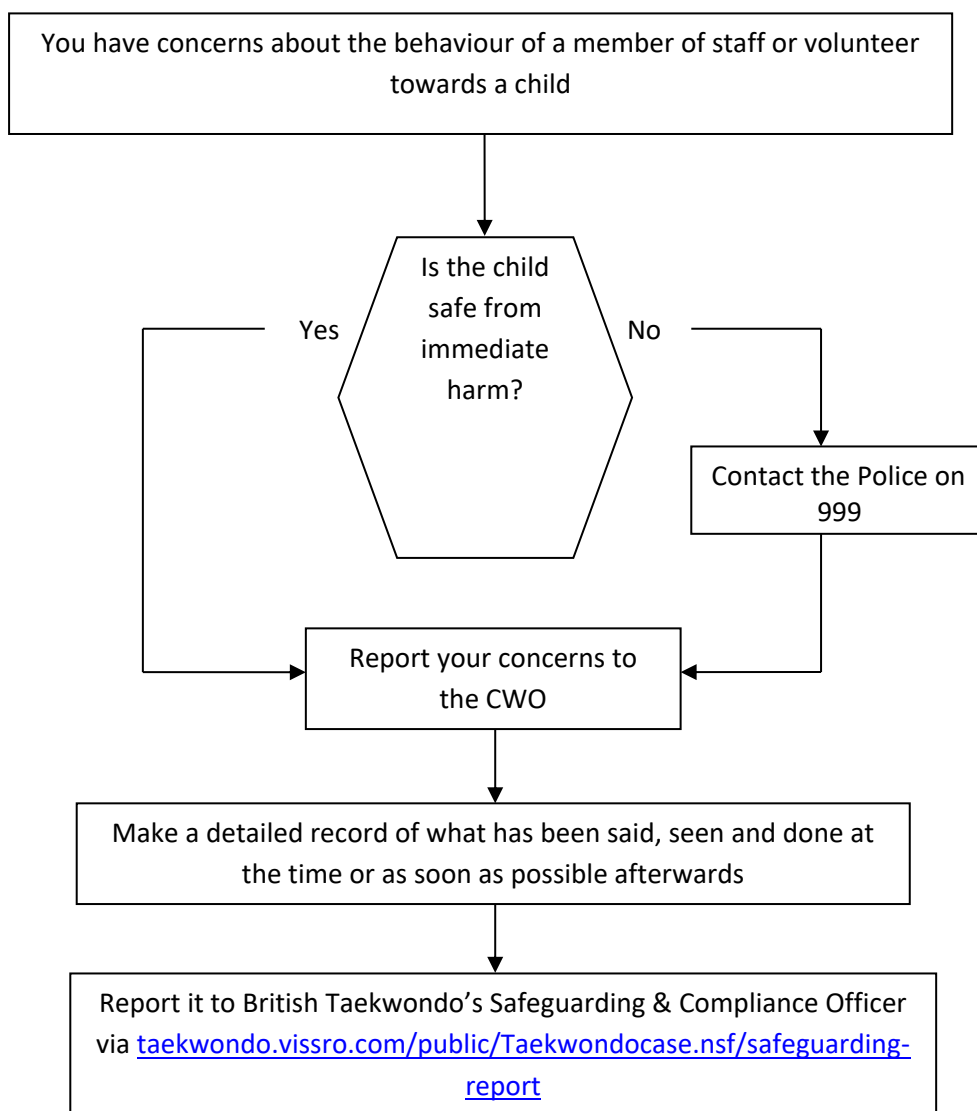 You have concerns about the behaviour of a member of staff or volunteer
towards a child
Is the child
safe from
immediate
harm?
Yes
No
Contact the Police on
999
Report your concerns to
the CWO
Make a detailed record of what has been said, seen and done at
the time or as soon as possible afterwards
Report it to British Taekwondo’s Safeguarding & Compliance Officer
via taekwondo.vissro.com/public/Taekwondocase.nsf/safeguarding-
report